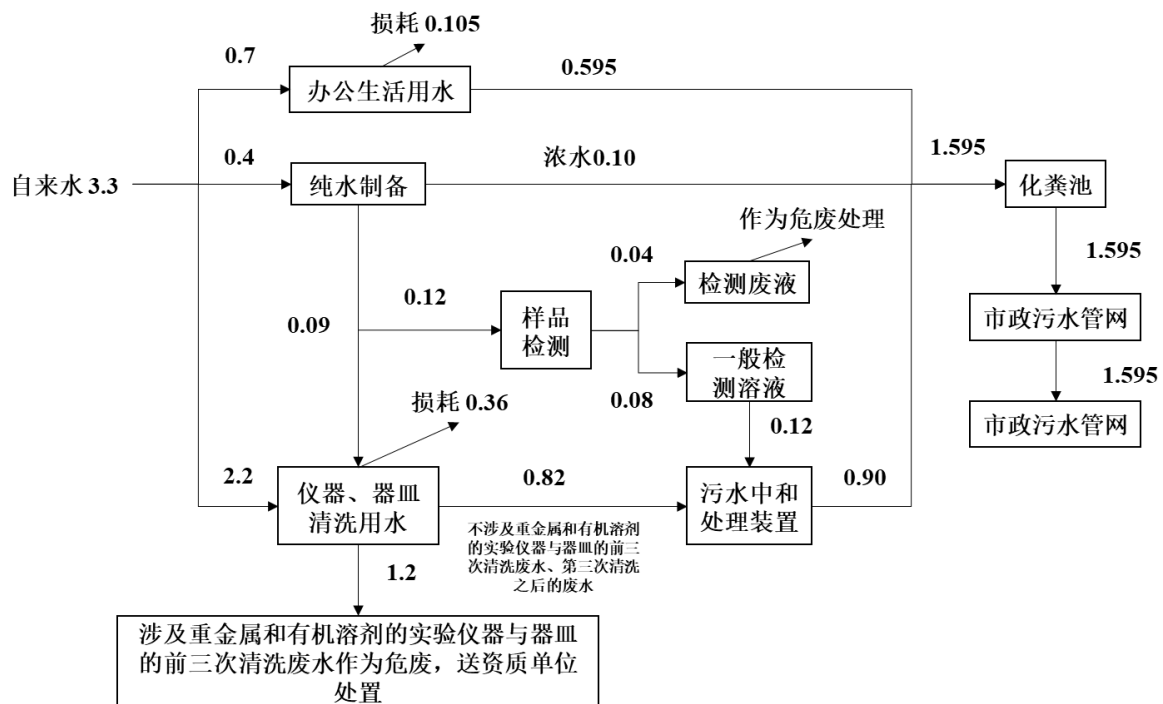 损耗 0.105
0.7
0.595
办公生活用水
0.4
浓水0.10
1.595
自来水 3.3
纯水制备
化粪池
作为危废处理
0.04
1.595
0.12
检测废液
样品
检测
0.09
市政污水管网
一般检
测溶液
0.08
1.595
损耗 0.36
0.12
市政污水管网
2.2
仪器、器皿
清洗用水
0.82
污水中和
处理装置
0.90
不涉及重金属和有机溶剂
的实验仪器与器皿的前三
次清洗废水、第三次清洗
之后的废水
1.2
涉及重金属和有机溶剂的实验仪器与器皿
的前三次清洗废水作为危废，送资质单位
处置